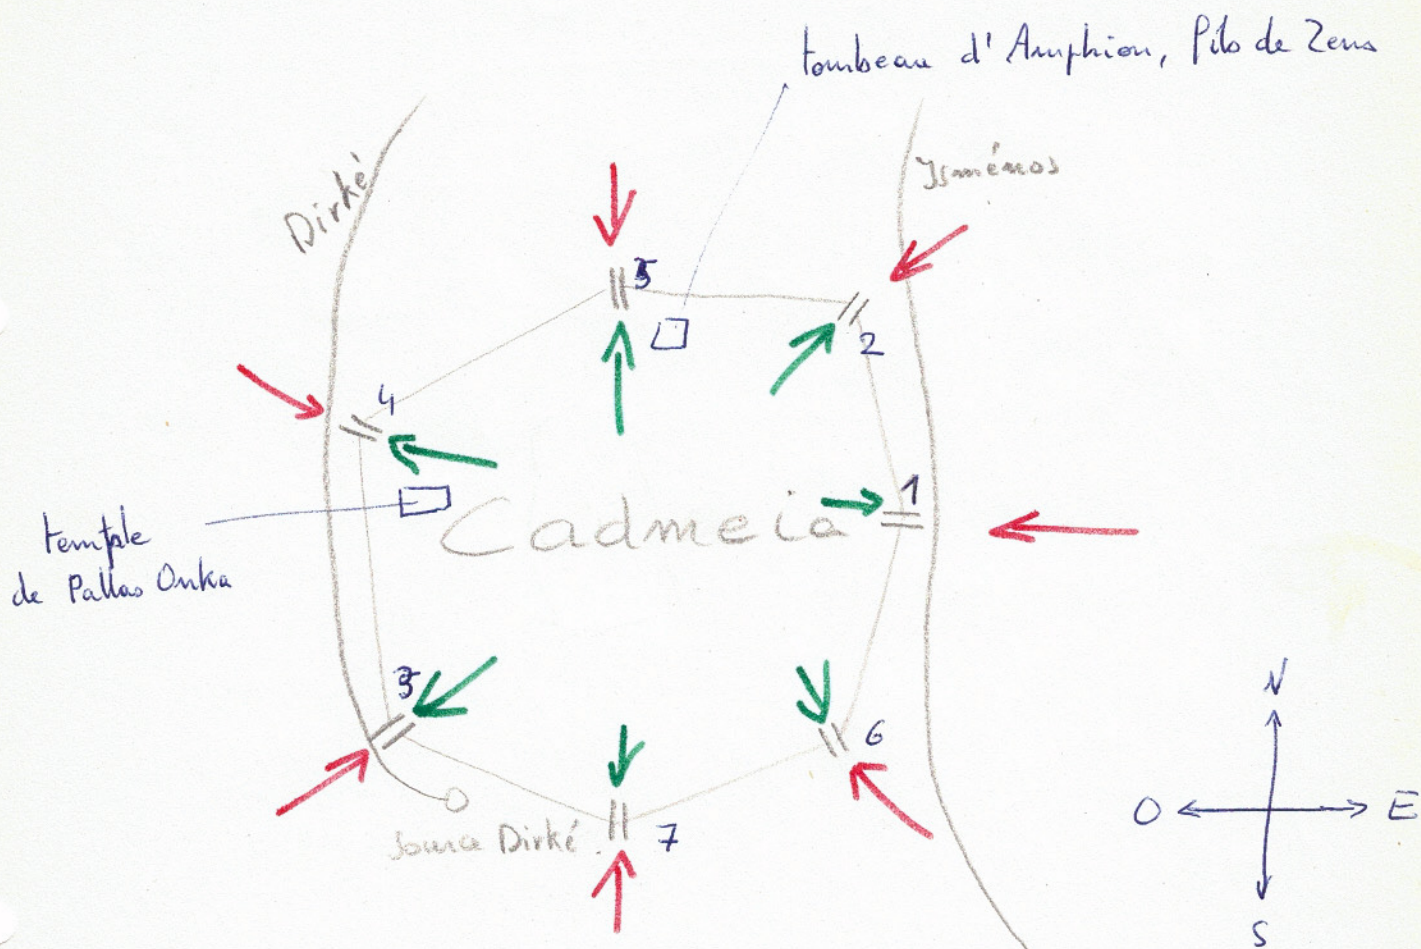 tombeau d'Amphion, Pilo de Zeus
Dirké
Isménos
5
2
4
1
Cadmeia
temple
de Pallas Onka
3
6
source Dirké
7
N
O
E
S